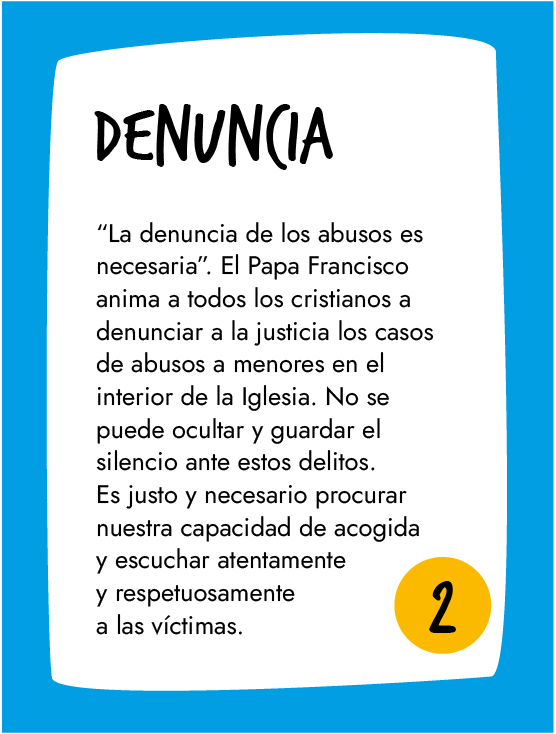 DENUNCIA
“La denuncia de los abusos es
necesaria”. El Papa Francisco
anima a todos los cristianos a
denunciar a la justicia los casos
de abusos a menores en el
interior de la Iglesia. No se
puede ocultar y guardar el
silencio ante estos delitos.
Es justo y necesario procurar
nuestra capacidad de acogida
y escuchar atentamente
y respetuosamente
a las víctimas.
2